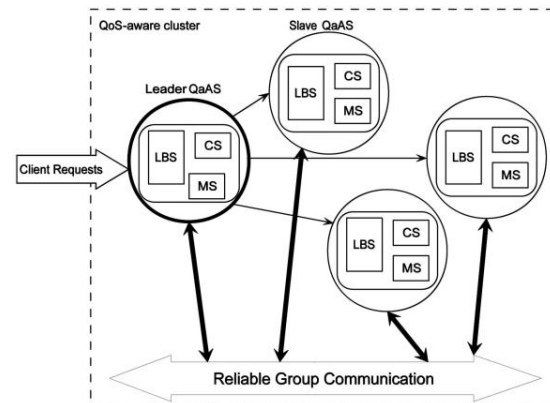 QoS-aware cluster
Slave QaAS
Leader QaAS
Client Requests
LBS
CS
MS
LBS
CS
MS
LBS
CS
MS
LBS
CS
MS
Reliable Group Communication